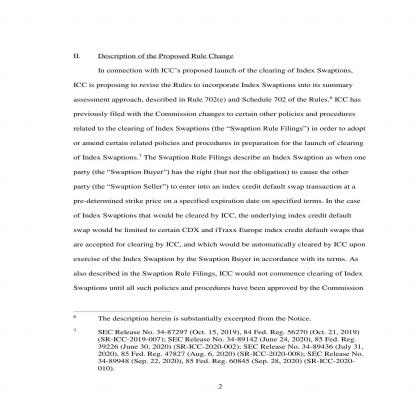 II. Description of the Proposed Rule Change
In connection with ICC's proposed launch of the clearing of Index Swaptions,
ICC is proposing to revise the Rules to incorporate Index Swaptions into its summary
assessment approach, described in Rule 702(e) and Schedule 702 of the Rules.6 ICC has
previously filed with the Commission changes to certain other policies and procedures
related to the clearing of Index Swaptions (the “Swaption Rule Filings”) in order to adopt
or amend certain related policies and procedures in preparation for the launch of clearing
of Index Swaptions.7 The Swaption Rule Filings describe an Index Swaption as when one
party (the “Swaption Buyer”) has the right (but not the obligation) to cause the other
party (the “Swaption Seller”) to enter into an index credit default swap transaction at a
pre-determined strike price on a specified expiration date on specified terms. In the case
of Index Swaptions that would be cleared by ICC, the underlying index credit default
swap would be limited to certain CDX and iTraxx Europe index credit default swaps that
are accepted for clearing by ICC, and which would be automatically cleared by ICC upon
exercise of the Index Swaption by the Swaption Buyer in accordance with its terms. As
also described in the Swaption Rule Filings, ICC would not commence clearing of Index
Swaptions until all such policies and procedures have been approved by the Commission
6 The description herein is substantially excerpted from the Notice.
7 SEC Release No. 34-87297 (Oct. 15, 2019), 84 Fed. Reg. 56270 (Oct. 21, 2019)
(SR-ICC-2019-007); SEC Release No. 34-89142 (June 24, 2020), 85 Fed. Reg.
39226 (June 30, 2020) (SR-ICC-2020-002); SEC Release No. 34-89436 (July 31,
2020), 85 Fed. Reg. 47827 (Aug. 6, 2020) (SR-ICC-2020-008); SEC Release No.
34-89948 (Sep. 22, 2020), 85 Fed. Reg. 60845 (Sep. 28, 2020) (SR-ICC-2020-
010).
2